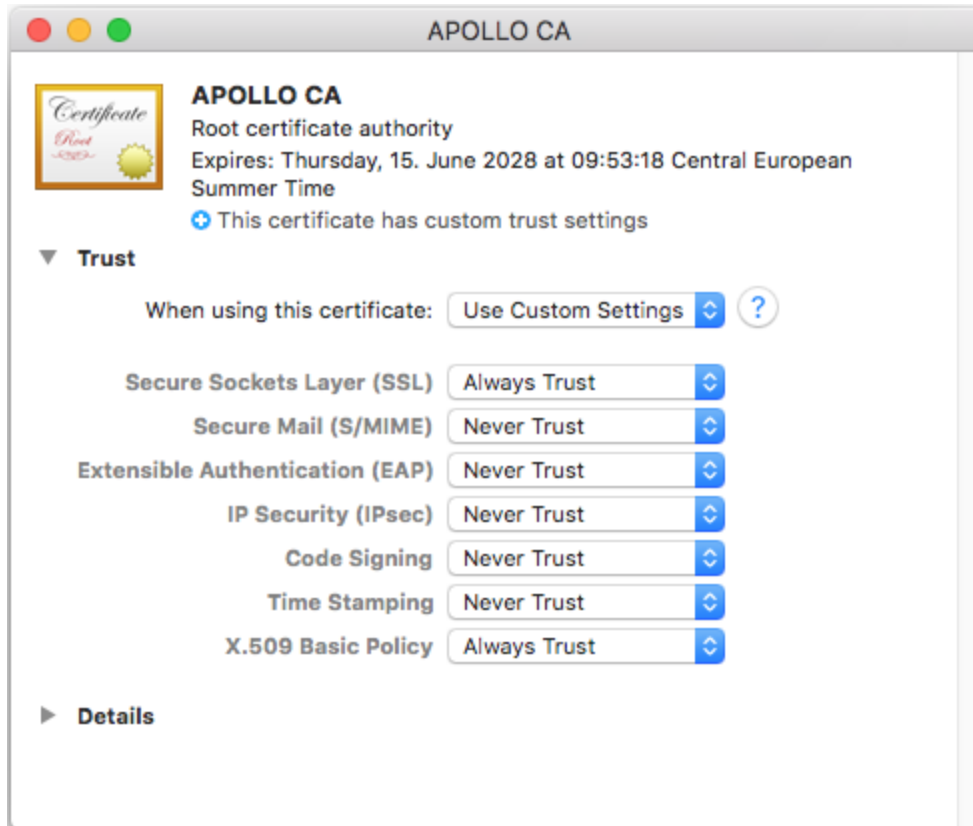 APOLLO CA
Certificate
Root
APOLLO CA
Root certificate authority
Expires: Thursday, 15. June 2028 at 09:53:18 Central European
Summer Time
This certificate has custom trust settings
Trust
When using this certificate: Use Custom Settings ?
Secure Sockets Layer (SSL) Always Trust
Secure Mail (S/MIME) Never Trust
Extensible Authentication (EAP) Never Trust
IP Security (IPsec) Never Trust
Code Signing Never Trust
Time Stamping Never Trust
X.509 Basic Policy Always Trust
Details